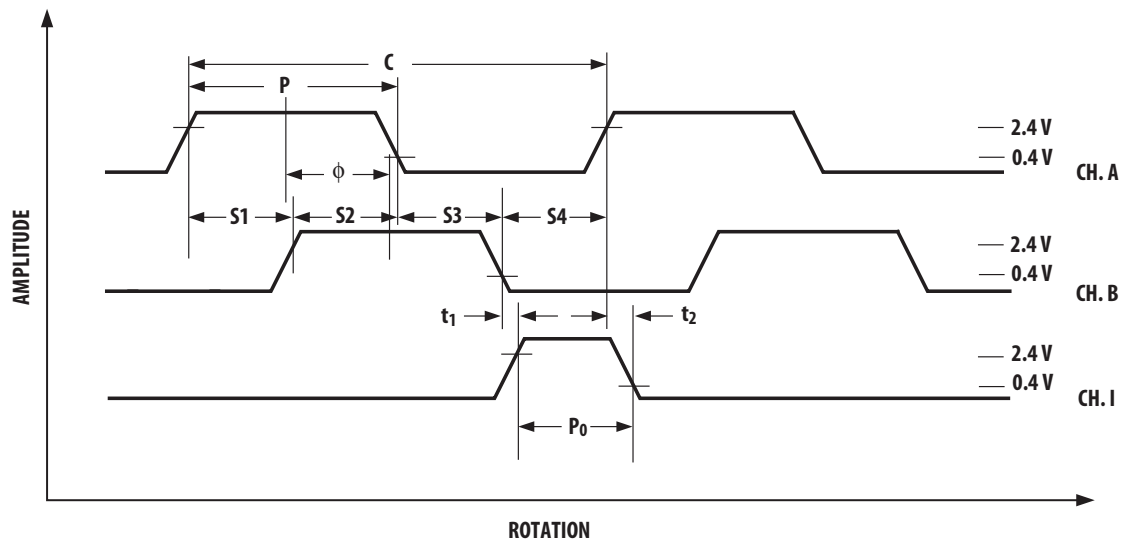 C
P
2.4 V
0.4 V
CH. A
ϕ
S1
S2
S3
S4
2.4 V
0.4 V
CH. B
t1
t2
2.4 V
0.4 V
CH. I
P0
AMPLITUDE
ROTATION